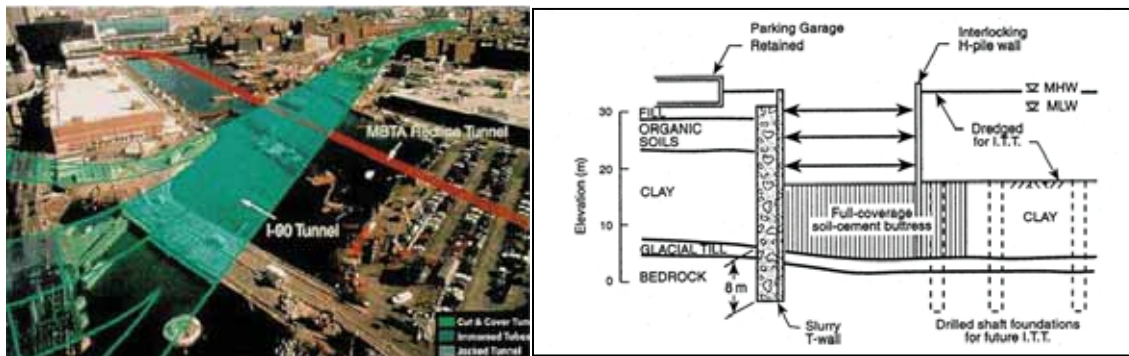 MBTA Redline Tunnel
I-90 Tunnel
Cut & Cover Tun
Immersed Tubes
Jacked Tunnel
Parking Garage
Retained
Interlocking
H-pile wall
MHW
MLW
30
FILL
ORGANIC
SOILS
Dredged
for I.T.T.
20
Elevation (m)
CLAY
Full-coverage
soil-cement buttress
CLAY
10
GLACIAL TILL
0
BEDROCK
8 m
Slurry
T-wall
Drilled shaft foundations
for future I.T.T.